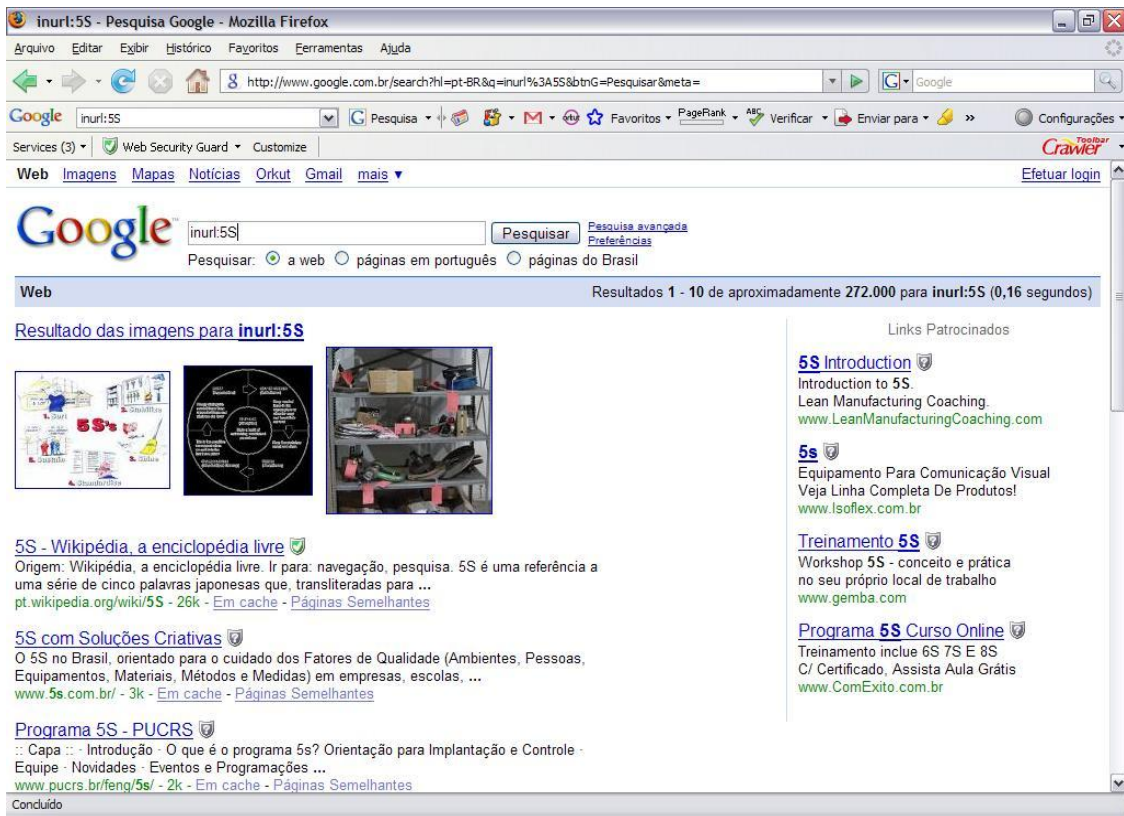 inurl:5S - Pesquisa Google - Mozilla Firefox
Arquivo Editar Exibir Histórico Favoritos Ferramentas Ajuda
http://www.google.com.br/search?hl=pt-BR&q=inurl%3A5S&btnG=Pesquisar&meta= Google
Google inurl:5S Pesquisa Favoritos PageRank Verificar Enviar para » Configurações
Services (3) Web Security Guard Customize Crawler Toolbar
Web Imagens Mapas Notícias Orkut Gmail mais ▼ Efetuar login
Google™ inurl:5S Pesquisar Pesquisa avançada
Preferências
Pesquisar: a web páginas em português páginas do Brasil
Web Resultados 1 - 10 de aproximadamente 272.000 para inurl:5S (0,16 segundos)
Resultado das imagens para inurl:5S
5S's
5S - Wikipédia, a enciclopédia livre
Origem: Wikipédia, a enciclopédia livre. Ir para: navegação, pesquisa. 5S é uma referência a
uma série de cinco palavras japonesas que, transliteradas para ...
pt.wikipedia.org/wiki/5S - 26k - Em cache - Páginas Semelhantes
5S com Soluções Criativas
O 5S no Brasil, orientado para o cuidado dos Fatores de Qualidade (Ambientes, Pessoas,
Equipamentos, Materiais, Métodos e Medidas) em empresas, escolas, ...
www.5s.com.br/ - 3k - Em cache - Páginas Semelhantes
Programa 5S - PUCRS
:: Capa :: · Introdução · O que é o programa 5s? Orientação para Implantação e Controle ·
Equipe · Novidades · Eventos e Programações ...
www.pucrs.br/feng/5s/ - 2k - Em cache - Páginas Semelhantes
Links Patrocinados
5S Introduction
Introduction to 5S.
Lean Manufacturing Coaching.
www.LeanManufacturingCoaching.com
5s
Equipamento Para Comunicação Visual
Veja Linha Completa De Produtos!
www.Isoflex.com.br
Treinamento 5S
Workshop 5S - conceito e prática
no seu próprio local de trabalho
www.gemba.com
Programa 5S Curso Online
Treinamento inclue 6S 7S E 8S
C/ Certificado, Assista Aula Grátis
www.ComExito.com.br
Concluído